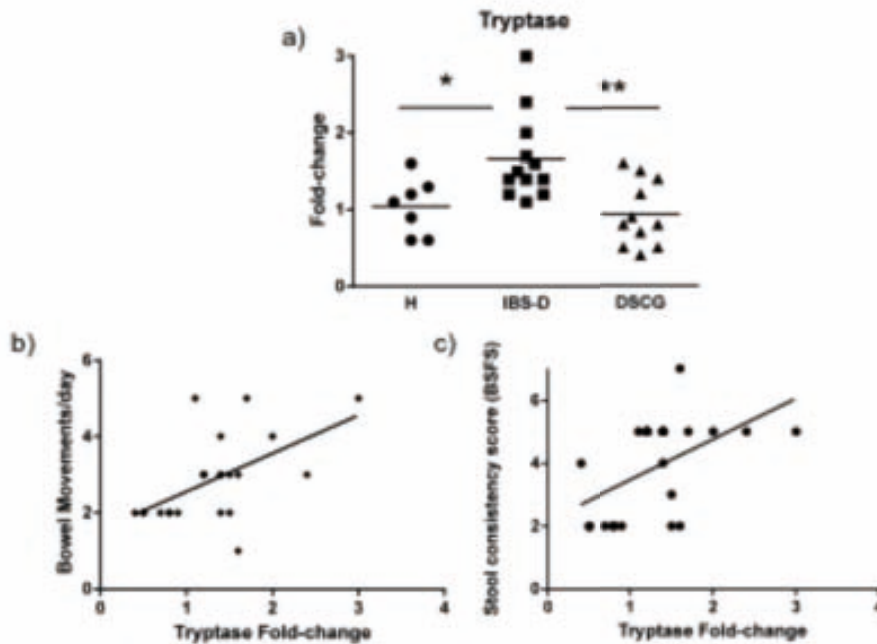 Tryptase
a)
Fold-change
3
2
1
0
*
**
H IBS-D DSCG
b)
Bowel Movements/day
6
4
2
0
0 1 2 3 4
Tryptase Fold-change
c)
Stool consistency score (BSFS)
6
4
2
0
0 1 2 3 4
Tryptase Fold-change